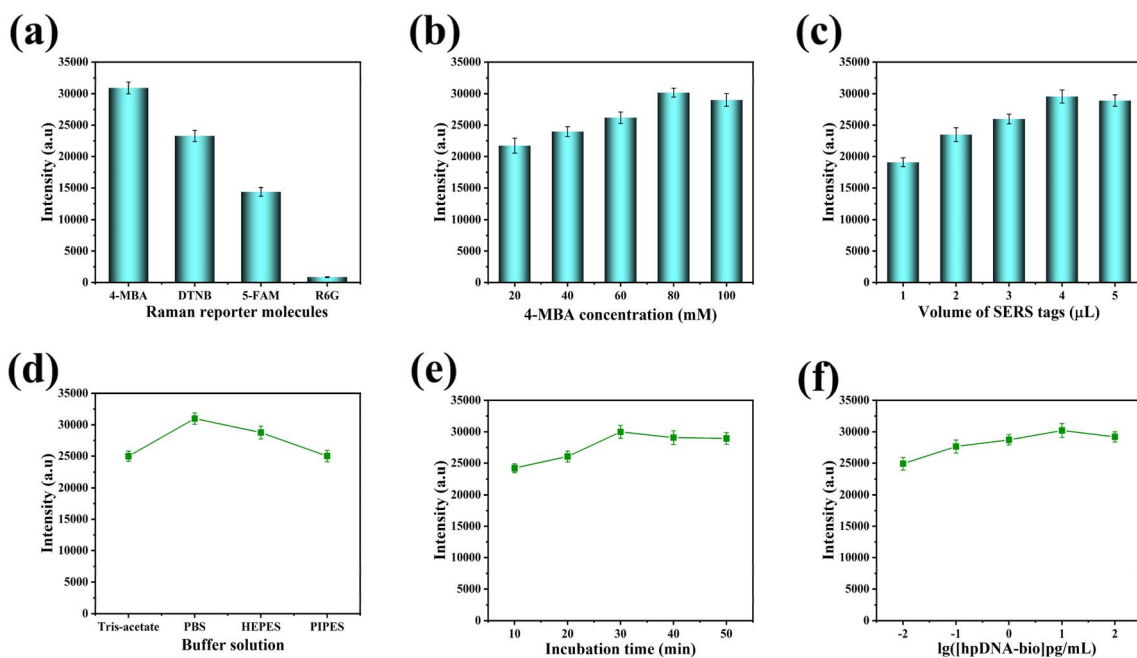 (a)
35000
30000
25000
20000
15000
10000
5000
0
Intensity (a.u)
4-MBA DTNB 5-FAM R6G
Raman reporter molecules
(b)
35000
30000
25000
20000
15000
10000
5000
0
Intensity (a.u)
20 40 60 80 100
4-MBA concentration (mM)
(c)
35000
30000
25000
20000
15000
10000
5000
0
Intensity (a.u)
1 2 3 4 5
Volume of SERS tags (μL)
(d)
35000
30000
25000
20000
15000
10000
5000
0
Intensity (a.u)
Tris-acetate PBS HEPES PIPES
Buffer solution
(e)
35000
30000
25000
20000
15000
10000
5000
0
Intensity (a.u)
10 20 30 40 50
Incubation time (min)
(f)
35000
30000
25000
20000
15000
10000
5000
0
Intensity (a.u)
-2 -1 0 1 2
lg([hpDNA-bio]pg/mL)